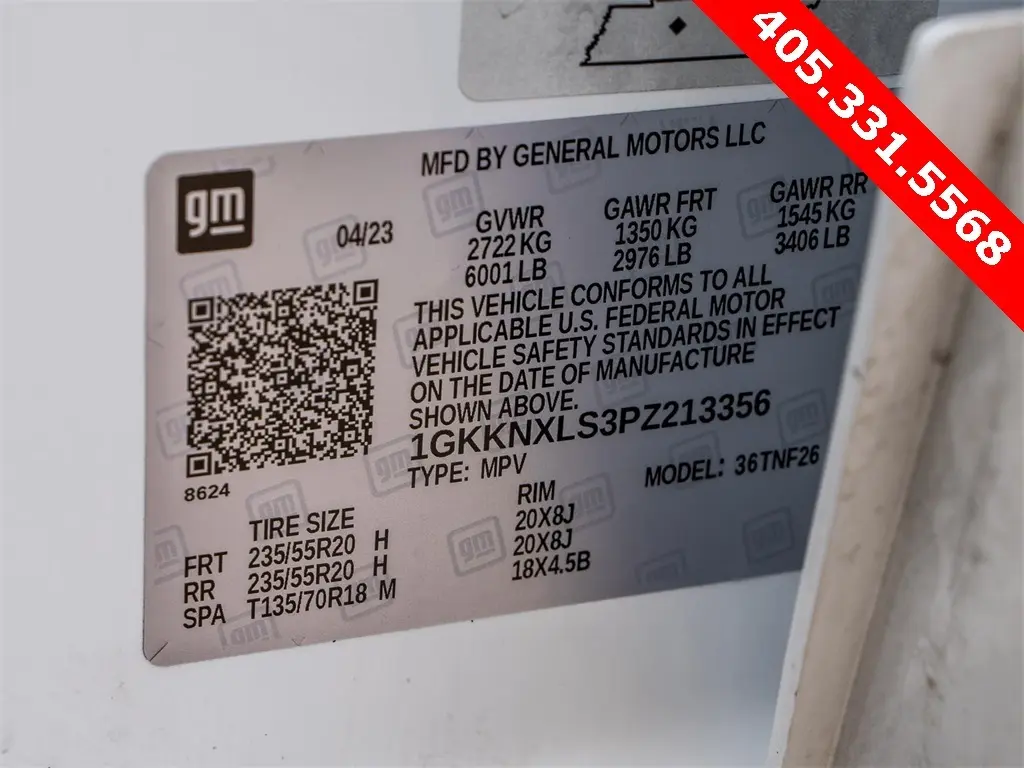 405.331.5568
MFD BY GENERAL MOTORS LLC
gm
04/23
GVWR
2722 KG
6001 LB
GAWR FRT
1350 KG
2976 LB
GAWR RR
1545 KG
3406 LB
THIS VEHICLE CONFORMS TO ALL
APPLICABLE U.S. FEDERAL MOTOR
VEHICLE SAFETY STANDARDS IN EFFECT
ON THE DATE OF MANUFACTURE
SHOWN ABOVE.
1GKKNXLS3PZ213356
TYPE: MPV
MODEL: 36TNF26
8624
TIRE SIZE RIM
FRT 235/55R20 H 20X8J
RR 235/55R20 H 20X8J
SPA T135/70R18 M 18X4.5B